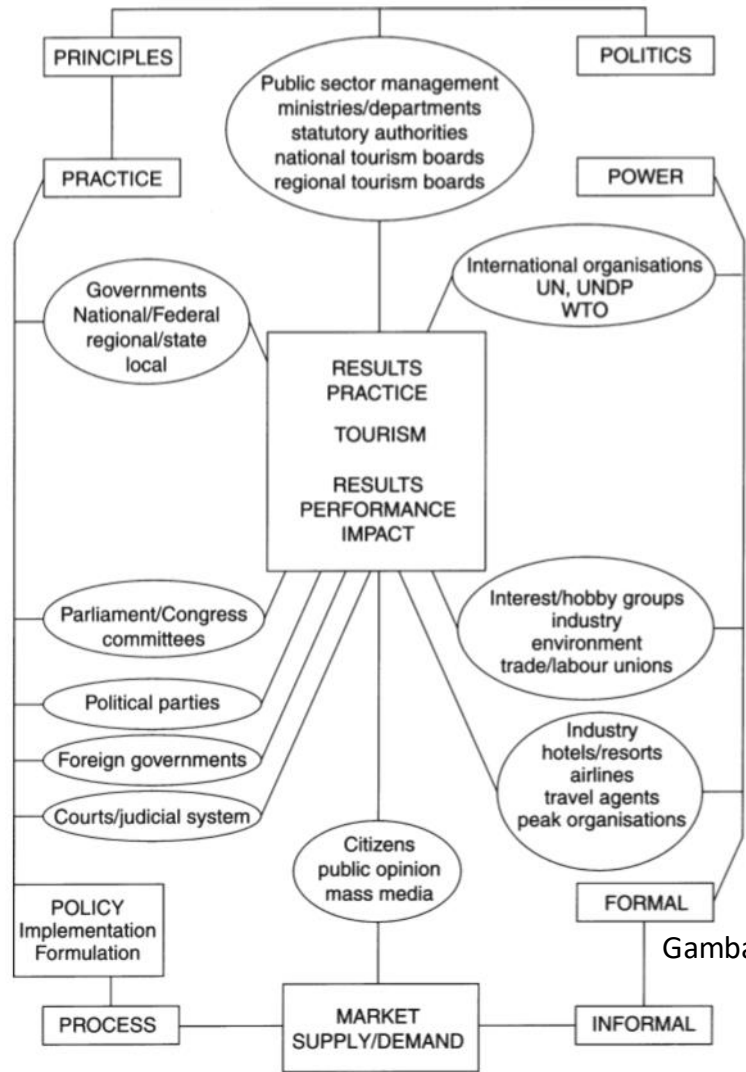 PRINCIPLES
POLITICS
Public sector management
ministries/departments
statutory authorities
national tourism boards
regional tourism boards
PRACTICE
POWER
Governments
National/Federal
regional/state
local
International organisations
UN, UNDP
WTO
RESULTS
PRACTICE
TOURISM
RESULTS
PERFORMANCE
IMPACT
Parliament/Congress
committees
Political parties
Foreign governments
Courts/judicial system
Interest/hobby groups
industry
environment
trade/labour unions
Industry
hotels/resorts
airlines
travel agents
peak organisations
Citizens
public opinion
mass media
POLICY
Implementation
Formulation
FORMAL
Gamba
PROCESS
MARKET
SUPPLY/DEMAND
INFORMAL